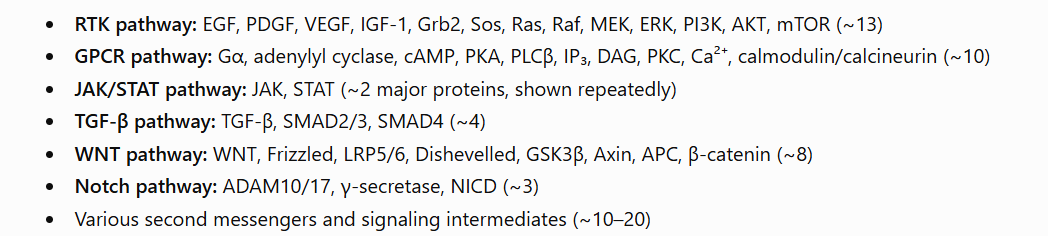 • RTK pathway: EGF, PDGF, VEGF, IGF-1, Grb2, Sos, Ras, Raf, MEK, ERK, PI3K, AKT, mTOR (~13)
• GPCR pathway: Gα, adenylyl cyclase, cAMP, PKA, PLCβ, IP₃, DAG, PKC, Ca²⁺, calmodulin/calcineurin (~10)
• JAK/STAT pathway: JAK, STAT (~2 major proteins, shown repeatedly)
• TGF-β pathway: TGF-β, SMAD2/3, SMAD4 (~4)
• WNT pathway: WNT, Frizzled, LRP5/6, Dishevelled, GSK3β, Axin, APC, β-catenin (~8)
• Notch pathway: ADAM10/17, γ-secretase, NICD (~3)
• Various second messengers and signaling intermediates (~10–20)